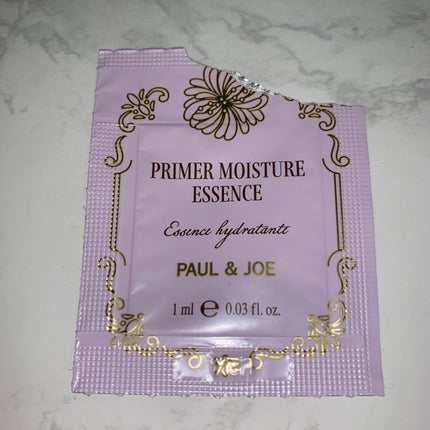 PRIMER MOISTURE
ESSENCE
Essence hydratante
PAUL & JOE
1 ml ℮ 0.03 fl. oz.